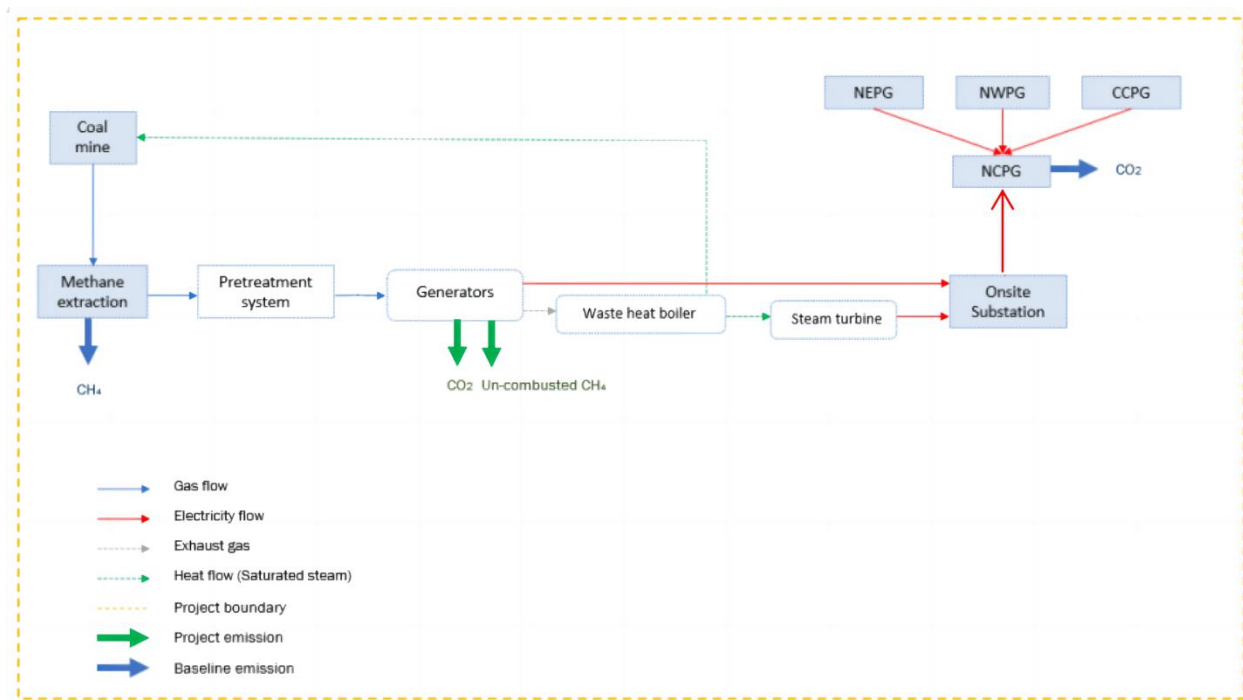 NEPG
NWPG
CCPG
Coal
mine
NCPG
CO₂
Methane
extraction
Pretreatment
system
Generators
Waste heat boiler
Steam turbine
Onsite
Substation
CH₄
CO₂ Un-combusted CH₄
Gas flow
Electricity flow
Exhaust gas
Heat flow (Saturated steam)
Project boundary
Project emission
Baseline emission